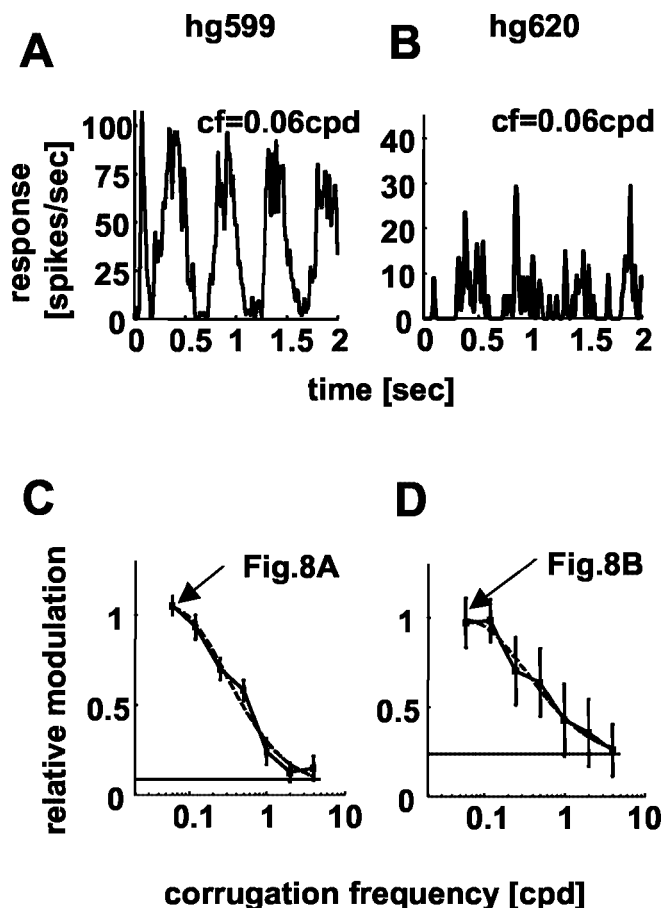 hg599
hg620
A
B
cf=0.06cpd
cf=0.06cpd
response
[spikes/sec]
100
75
50
25
0
40
30
20
10
0
0 0.5 1 1.5 2
0 0.5 1 1.5 2
time [sec]
C
D
Fig.8A
Fig.8B
relative modulation
1
0.5
0
1
0.5
0
0.1 1 10
0.1 1 10
corrugation frequency [cpd]